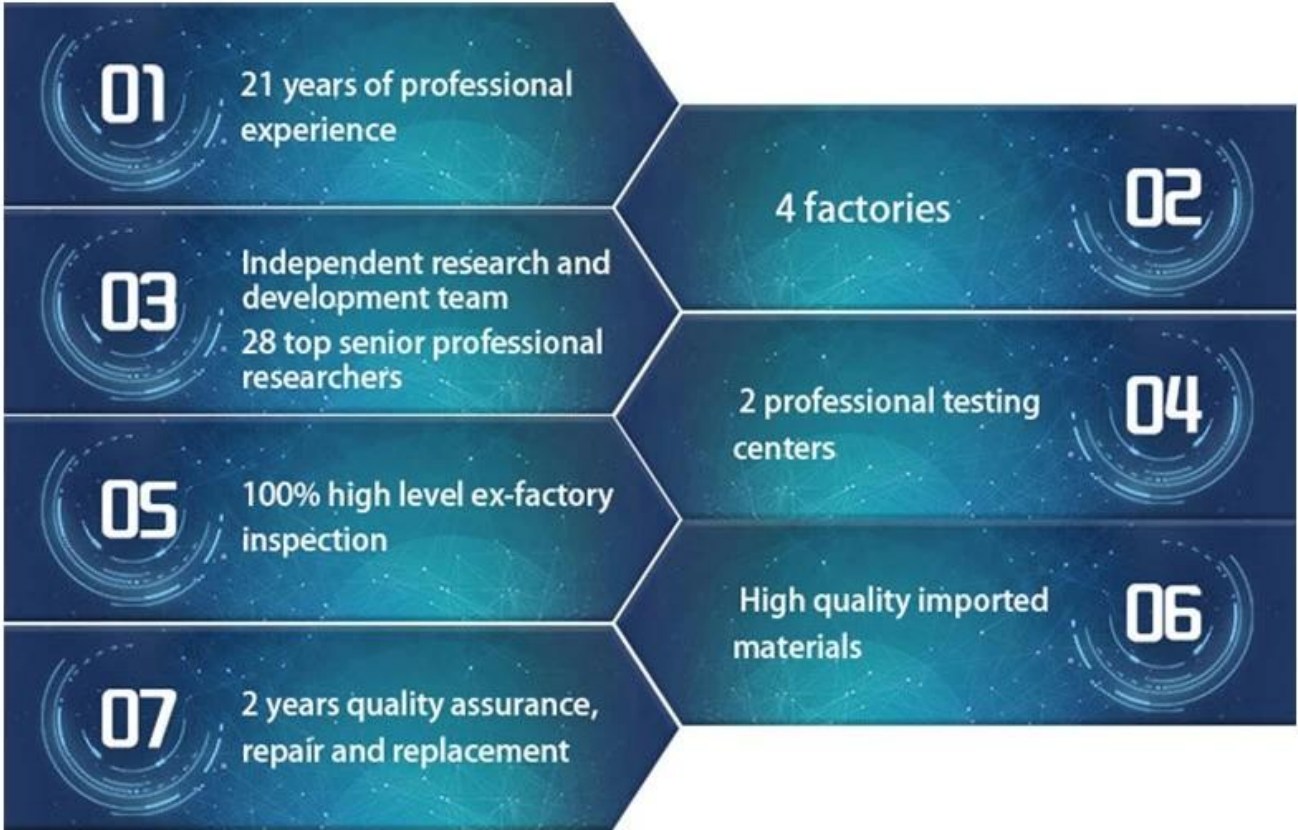 01
21 years of professional
experience
02
4 factories
03
Independent research and
development team
28 top senior professional
researchers
04
2 professional testing
centers
05
100% high level ex-factory
inspection
06
High quality imported
materials
07
2 years quality assurance,
repair and replacement